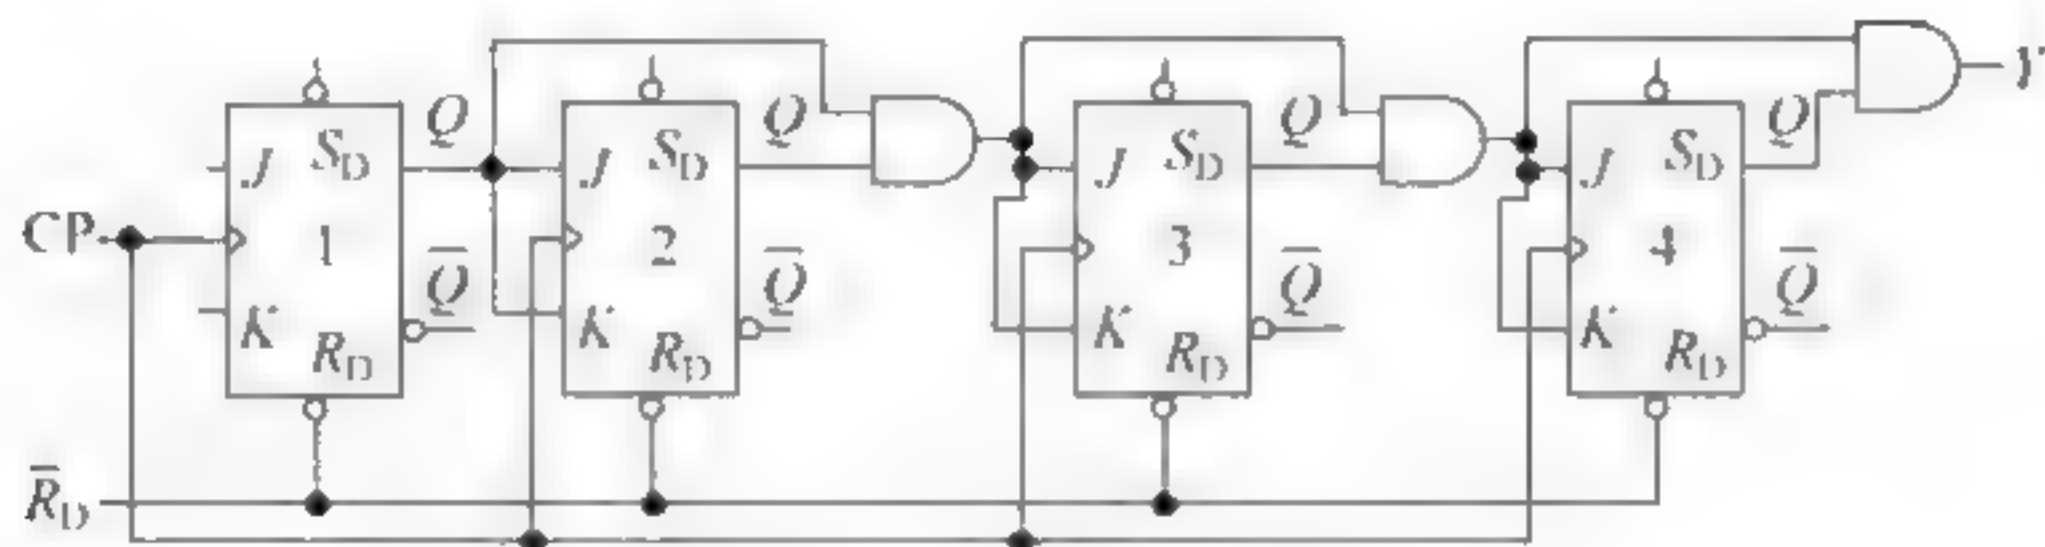 Q Q Q Q Y
J S_D J S_D J S_D J S_D
CP 1 2 3 4
Q̅ Q̅ Q̅ Q̅
K R_D K R_D K R_D K R_D
R̅_D